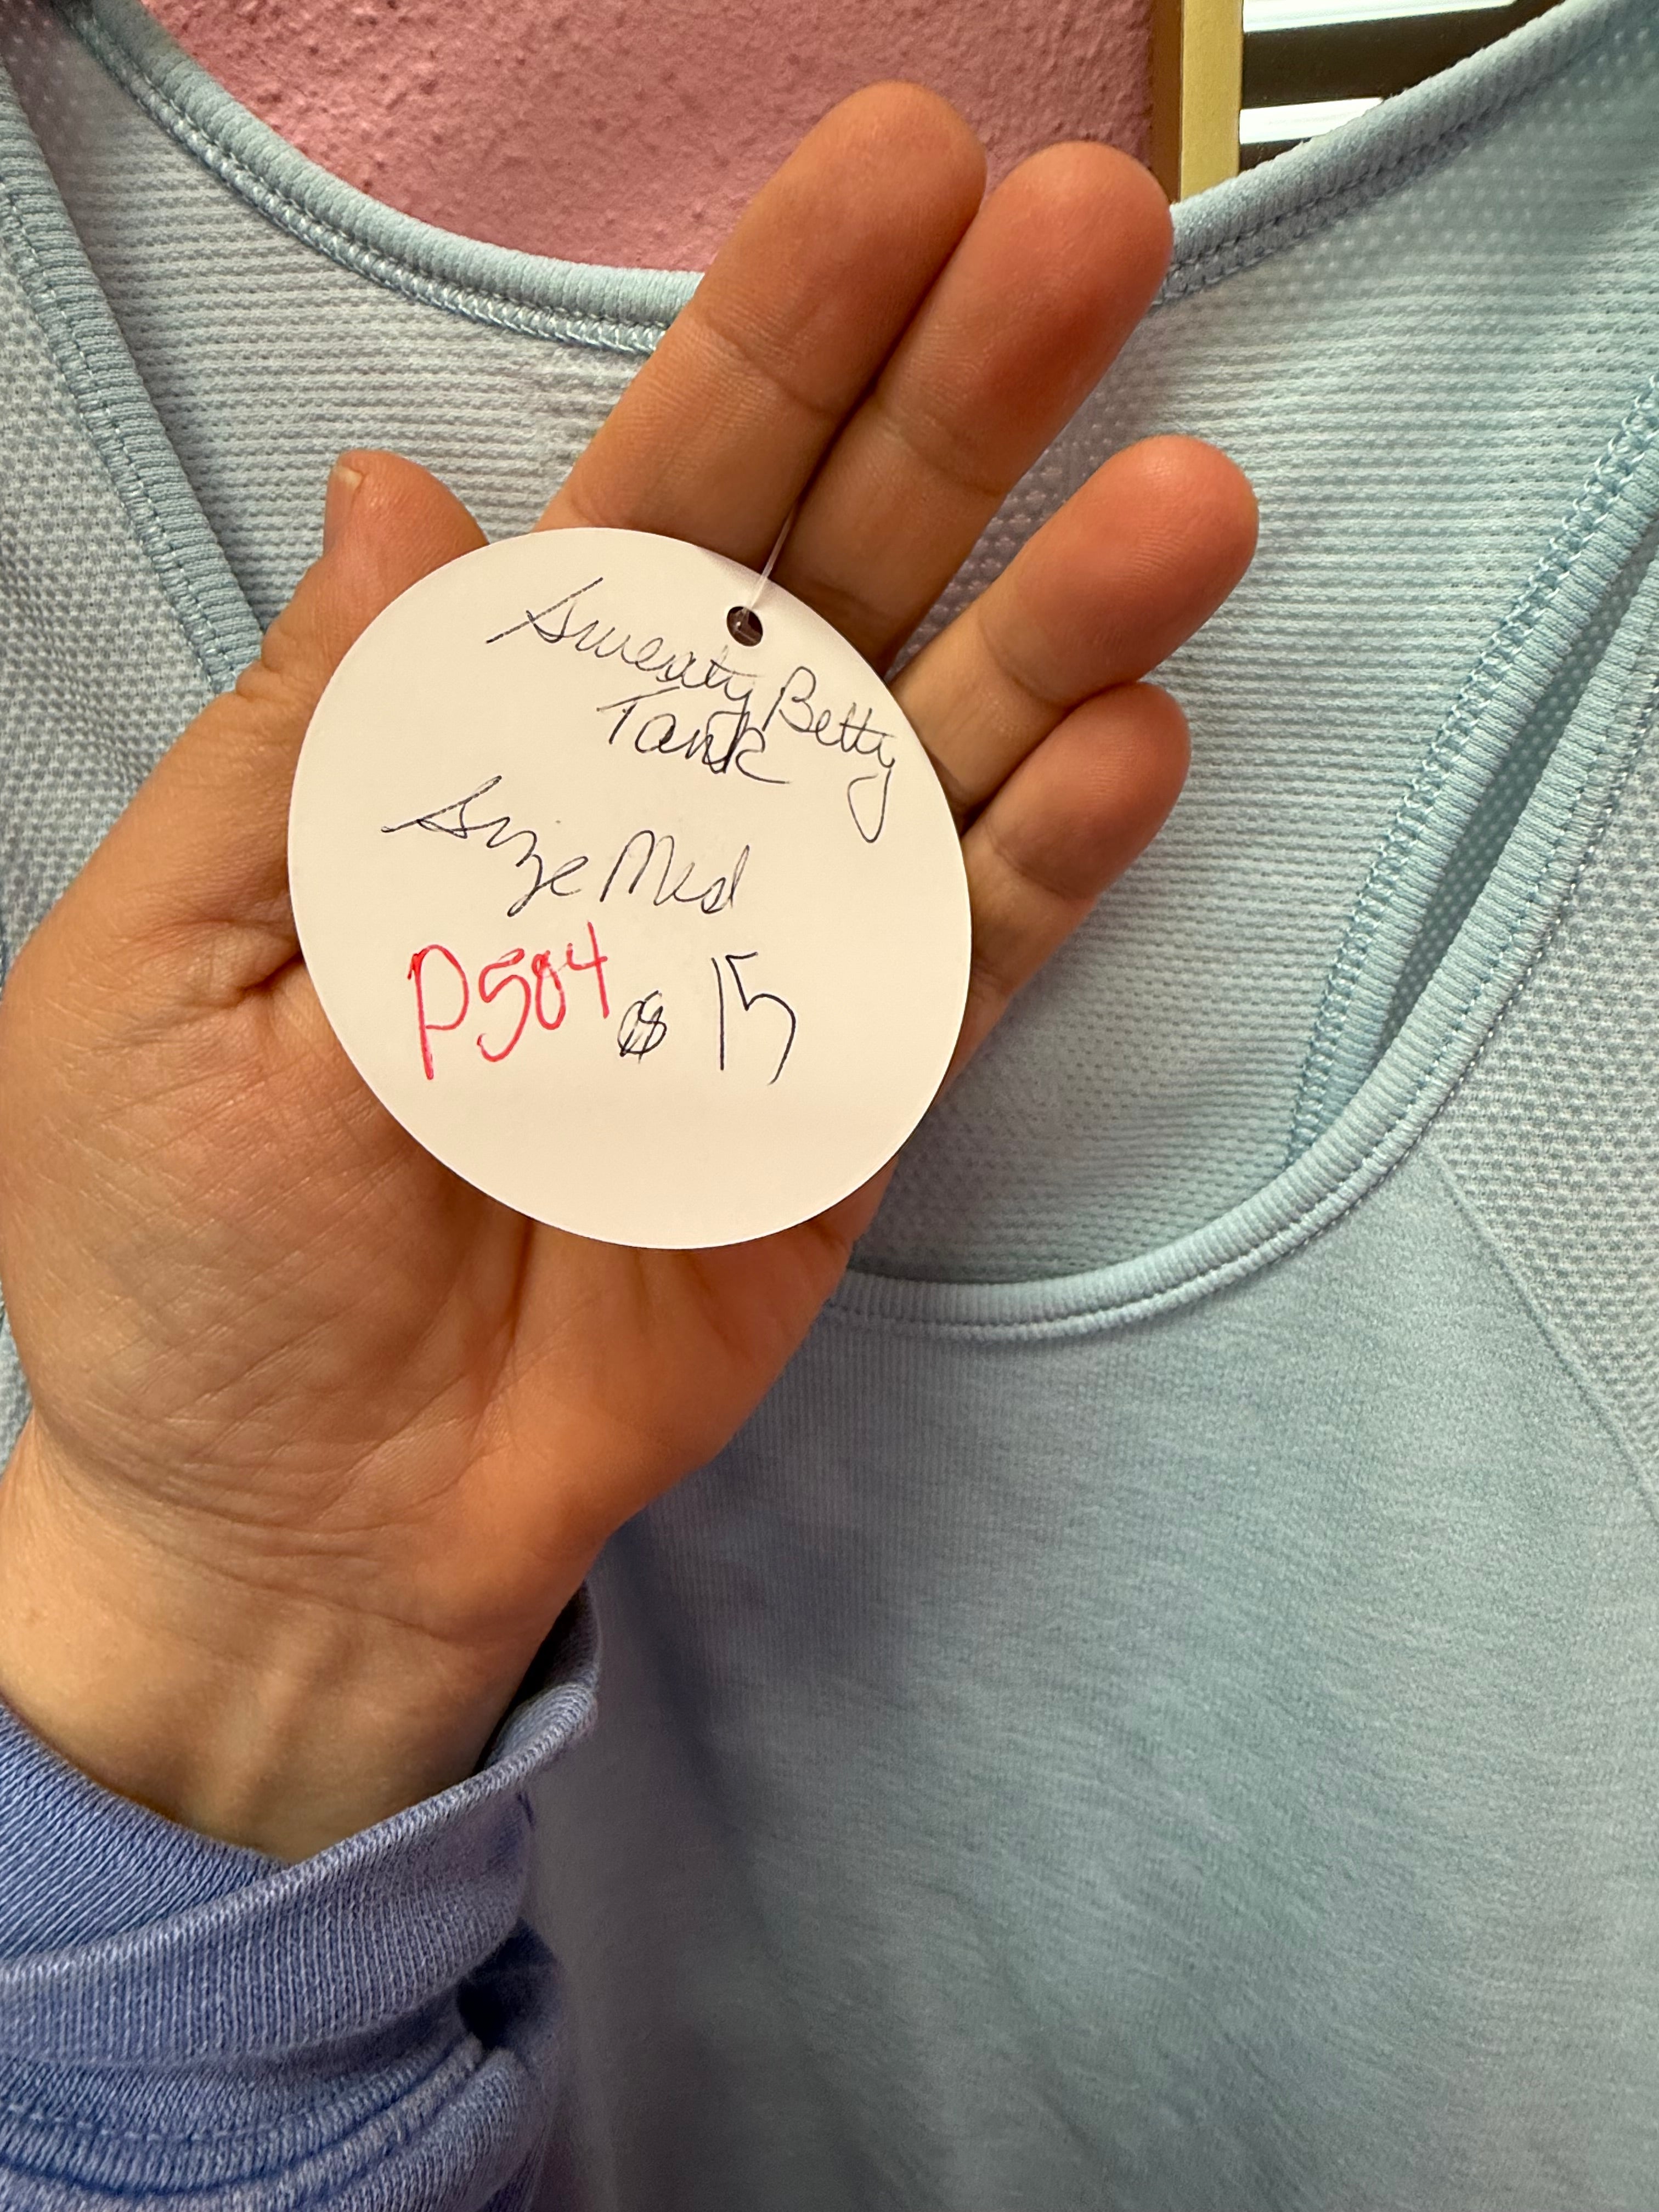 Sweaty Betty
Tank
Size Med
P504 $ 15